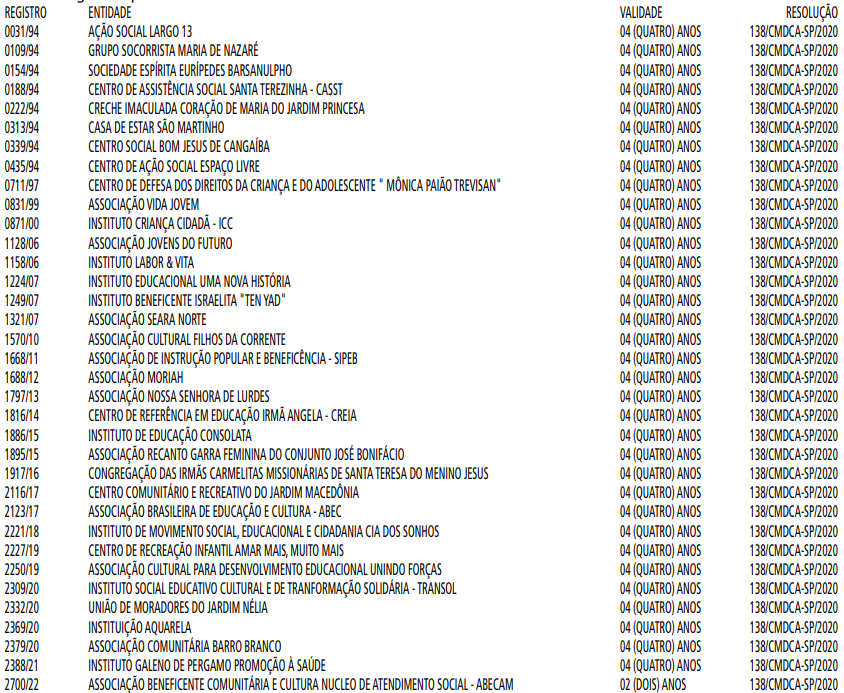 REGISTRO ENTIDADE VALIDADE RESOLUÇÃO
0031/94 AÇÃO SOCIAL LARGO 13 04 (QUATRO) ANOS 138/CMDCA-SP/2020
0109/94 GRUPO SOCORRISTA MARIA DE NAZARÉ 04 (QUATRO) ANOS 138/CMDCA-SP/2020
0154/94 SOCIEDADE ESPÍRITA EURÍPEDES BARSANULPHO 04 (QUATRO) ANOS 138/CMDCA-SP/2020
0188/94 CENTRO DE ASSISTÊNCIA SOCIAL SANTA TEREZINHA - CASST 04 (QUATRO) ANOS 138/CMDCA-SP/2020
0222/94 CRECHE IMACULADA CORAÇÃO DE MARIA DO JARDIM PRINCESA 04 (QUATRO) ANOS 138/CMDCA-SP/2020
0313/94 CASA DE ESTAR SÃO MARTINHO 04 (QUATRO) ANOS 138/CMDCA-SP/2020
0339/94 CENTRO SOCIAL BOM JESUS DE CANGAÍBA 04 (QUATRO) ANOS 138/CMDCA-SP/2020
0435/94 CENTRO DE AÇÃO SOCIAL ESPAÇO LIVRE 04 (QUATRO) ANOS 138/CMDCA-SP/2020
0711/97 CENTRO DE DEFESA DOS DIREITOS DA CRIANÇA E DO ADOLESCENTE " MÔNICA PAIÃO TREVISAN" 04 (QUATRO) ANOS 138/CMDCA-SP/2020
0831/99 ASSOCIAÇÃO VIDA JOVEM 04 (QUATRO) ANOS 138/CMDCA-SP/2020
0871/00 INSTITUTO CRIANÇA CIDADÃ - ICC 04 (QUATRO) ANOS 138/CMDCA-SP/2020
1128/06 ASSOCIAÇÃO JOVENS DO FUTURO 04 (QUATRO) ANOS 138/CMDCA-SP/2020
1158/06 INSTITUTO LABOR & VITA 04 (QUATRO) ANOS 138/CMDCA-SP/2020
1224/07 INSTITUTO EDUCACIONAL UMA NOVA HISTÓRIA 04 (QUATRO) ANOS 138/CMDCA-SP/2020
1249/07 INSTITUTO BENEFICENTE ISRAELITA "TEN YAD" 04 (QUATRO) ANOS 138/CMDCA-SP/2020
1321/07 ASSOCIAÇÃO SEARA NORTE 04 (QUATRO) ANOS 138/CMDCA-SP/2020
1570/10 ASSOCIAÇÃO CULTURAL FILHOS DA CORRENTE 04 (QUATRO) ANOS 138/CMDCA-SP/2020
1668/11 ASSOCIAÇÃO DE INSTRUÇÃO POPULAR E BENEFICÊNCIA - SIPEB 04 (QUATRO) ANOS 138/CMDCA-SP/2020
1688/12 ASSOCIAÇÃO MORIAH 04 (QUATRO) ANOS 138/CMDCA-SP/2020
1797/13 ASSOCIAÇÃO NOSSA SENHORA DE LURDES 04 (QUATRO) ANOS 138/CMDCA-SP/2020
1816/14 CENTRO DE REFERÊNCIA EM EDUCAÇÃO IRMÃ ANGELA - CREIA 04 (QUATRO) ANOS 138/CMDCA-SP/2020
1886/15 INSTITUTO DE EDUCAÇÃO CONSOLATA 04 (QUATRO) ANOS 138/CMDCA-SP/2020
1895/15 ASSOCIAÇÃO RECANTO GARRA FEMININA DO CONJUNTO JOSÉ BONIFÁCIO 04 (QUATRO) ANOS 138/CMDCA-SP/2020
1917/16 CONGREGAÇÃO DAS IRMÃS CARMELITAS MISSIONÁRIAS DE SANTA TERESA DO MENINO JESUS 04 (QUATRO) ANOS 138/CMDCA-SP/2020
2116/17 CENTRO COMUNITÁRIO E RECREATIVO DO JARDIM MACEDÔNIA 04 (QUATRO) ANOS 138/CMDCA-SP/2020
2123/17 ASSOCIAÇÃO BRASILEIRA DE EDUCAÇÃO E CULTURA - ABEC 04 (QUATRO) ANOS 138/CMDCA-SP/2020
2221/18 INSTITUTO DE MOVIMENTO SOCIAL, EDUCACIONAL E CIDADANIA CIA DOS SONHOS 04 (QUATRO) ANOS 138/CMDCA-SP/2020
2227/19 CENTRO DE RECREAÇÃO INFANTIL AMAR MAIS, MUITO MAIS 04 (QUATRO) ANOS 138/CMDCA-SP/2020
2250/19 ASSOCIAÇÃO CULTURAL PARA DESENVOLVIMENTO EDUCACIONAL UNINDO FORÇAS 04 (QUATRO) ANOS 138/CMDCA-SP/2020
2309/20 INSTITUTO SOCIAL EDUCATIVO CULTURAL E DE TRANFORMAÇÃO SOLIDÁRIA - TRANSOL 04 (QUATRO) ANOS 138/CMDCA-SP/2020
2332/20 UNIÃO DE MORADORES DO JARDIM NÉLIA 04 (QUATRO) ANOS 138/CMDCA-SP/2020
2369/20 INSTITUIÇÃO AQUARELA 04 (QUATRO) ANOS 138/CMDCA-SP/2020
2379/20 ASSOCIAÇÃO COMUNITÁRIA BARRO BRANCO 04 (QUATRO) ANOS 138/CMDCA-SP/2020
2388/21 INSTITUTO GALENO DE PERGAMO PROMOÇÃO À SAÚDE 04 (QUATRO) ANOS 138/CMDCA-SP/2020
2700/22 ASSOCIAÇÃO BENEFICENTE COMUNITÁRIA E CULTURA NUCLEO DE ATENDIMENTO SOCIAL - ABECAM 02 (DOIS) ANOS 138/CMDCA-SP/2020